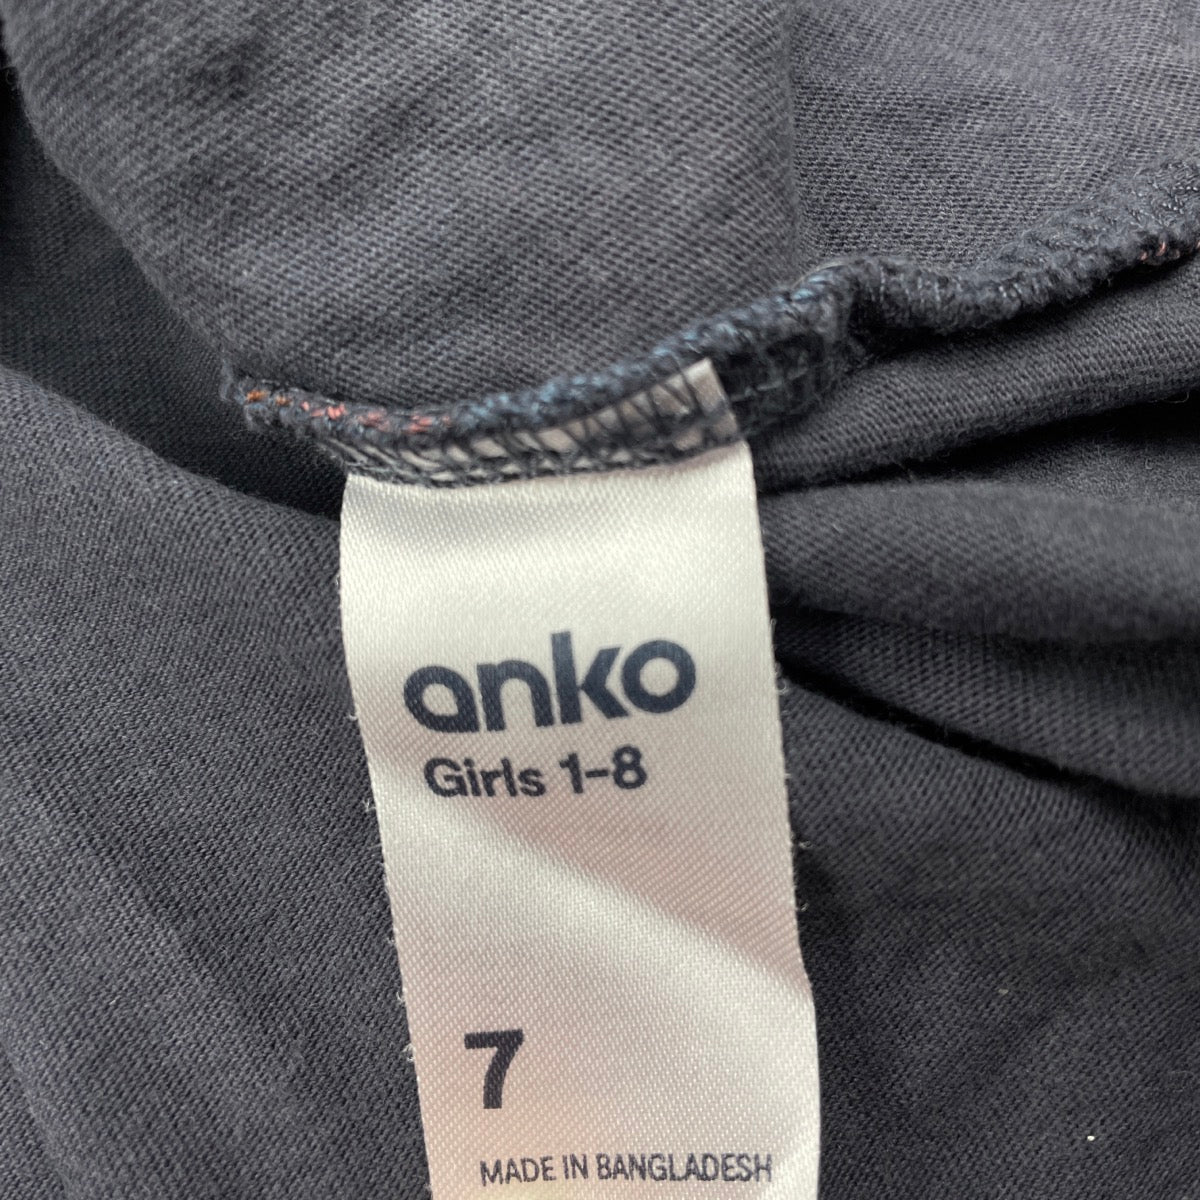 anko
Girls 1-8
7
MADE IN BANGLADESH